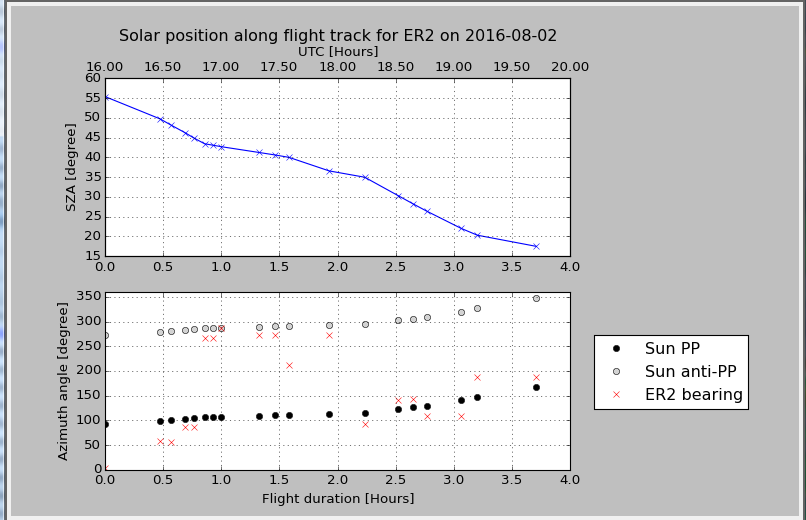 Solar position along flight track for ER2 on 2016-08-02
UTC [Hours]
16.00 16.50 17.00 17.50 18.00 18.50 19.00 19.50 20.00
60
55
50
45
40
35
30
25
20
15
SZA [degree]
0.0 0.5 1.0 1.5 2.0 2.5 3.0 3.5 4.0
350
300
250
200
150
100
50
0
Azimuth angle [degree]
0.0 0.5 1.0 1.5 2.0 2.5 3.0 3.5 4.0
Flight duration [Hours]
Sun PP
Sun anti-PP
ER2 bearing